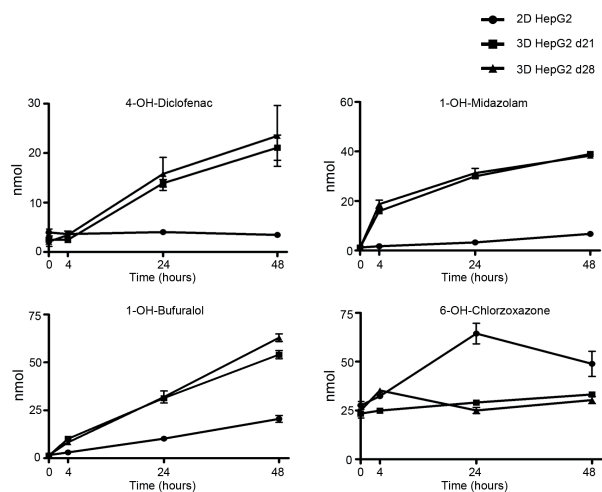 2D HepG2
3D HepG2 d21
3D HepG2 d28
4-OH-Diclofenac
30
20
10
0
nmol
0 4 24 48
Time (hours)
1-OH-Midazolam
60
40
20
0
nmol
0 4 24 48
Time (hours)
1-OH-Bufuralol
75
50
25
0
nmol
0 4 24 48
Time (hours)
6-OH-Chlorzoxazone
75
50
25
0
nmol
0 4 24 48
Time (hours)